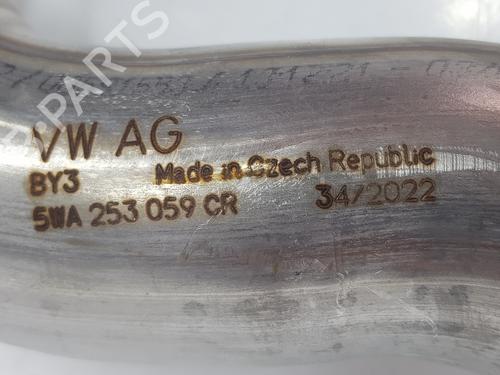 VW AG
BY3 Made in Czech Republic
5WA 253 059 CR 34/2022